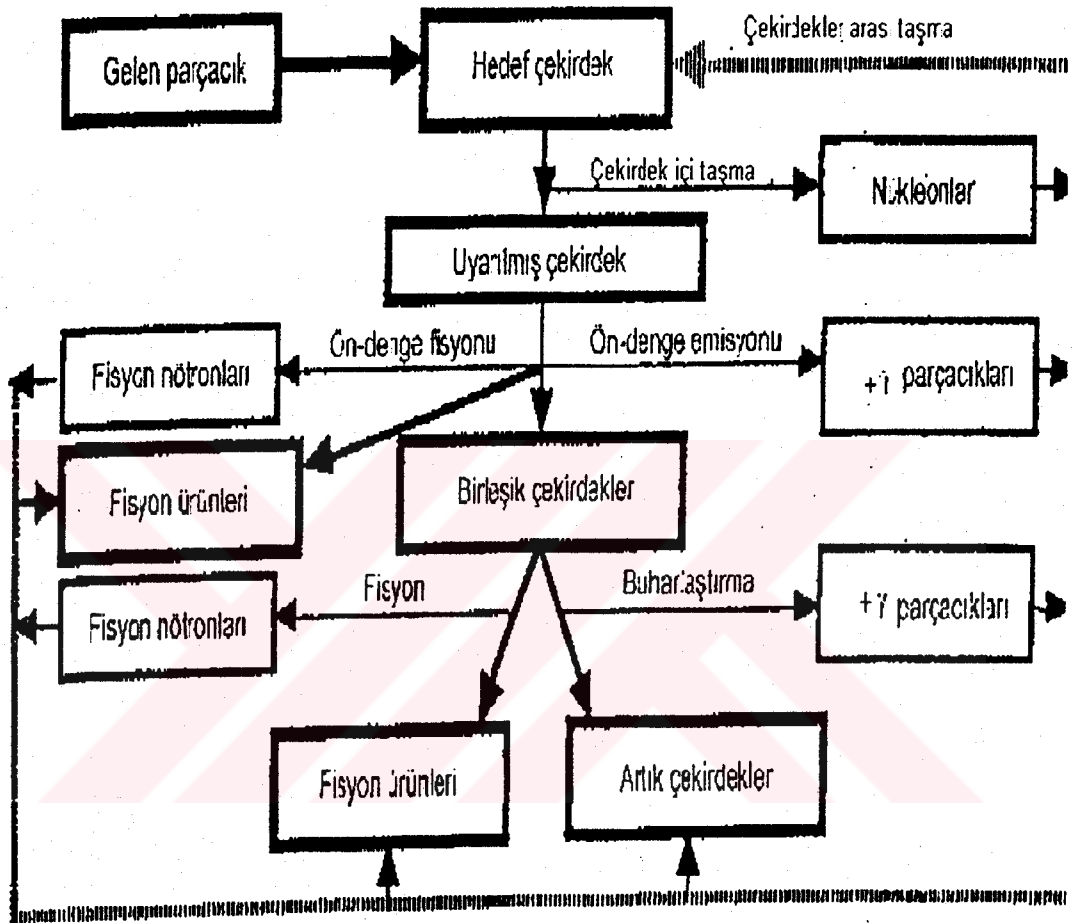 Çekirdekler arası taşma
Gelen parçacık
Hedef çekirdek
Çekirdek içi taşma
Nükleonlar
Uyarılmış çekirdek
Ön-denge fisyonu
Ön-denge emisyonu
Fisyon nötronları
parçacıkları
Fisyon ürünleri
Birleşik çekirdekler
Fisyon
Buharlaştırma
Fisyon nötronları
parçacıkları
Fisyon ürünleri
Artık çekirdekler